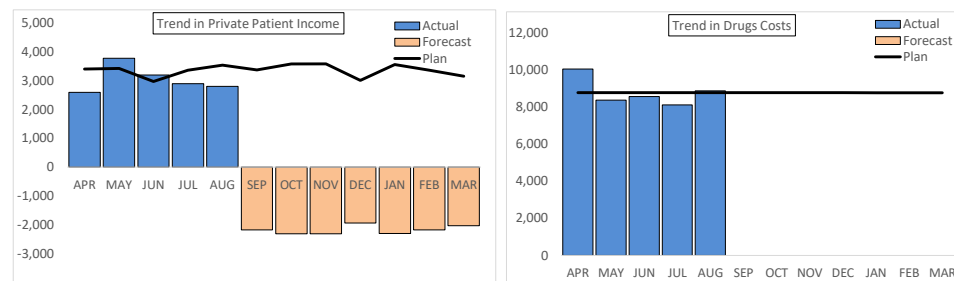 Trend in Private Patient Income
Actual
Forecast
Plan
5,000
4,000
3,000
2,000
1,000
0
-1,000
-2,000
-3,000
APR MAY JUN JUL AUG SEP OCT NOV DEC JAN FEB MAR
Trend in Drugs Costs
Actual
Forecast
Plan
12,000
10,000
8,000
6,000
4,000
2,000
0
APR MAY JUN JUL AUG SEP OCT NOV DEC JAN FEB MAR